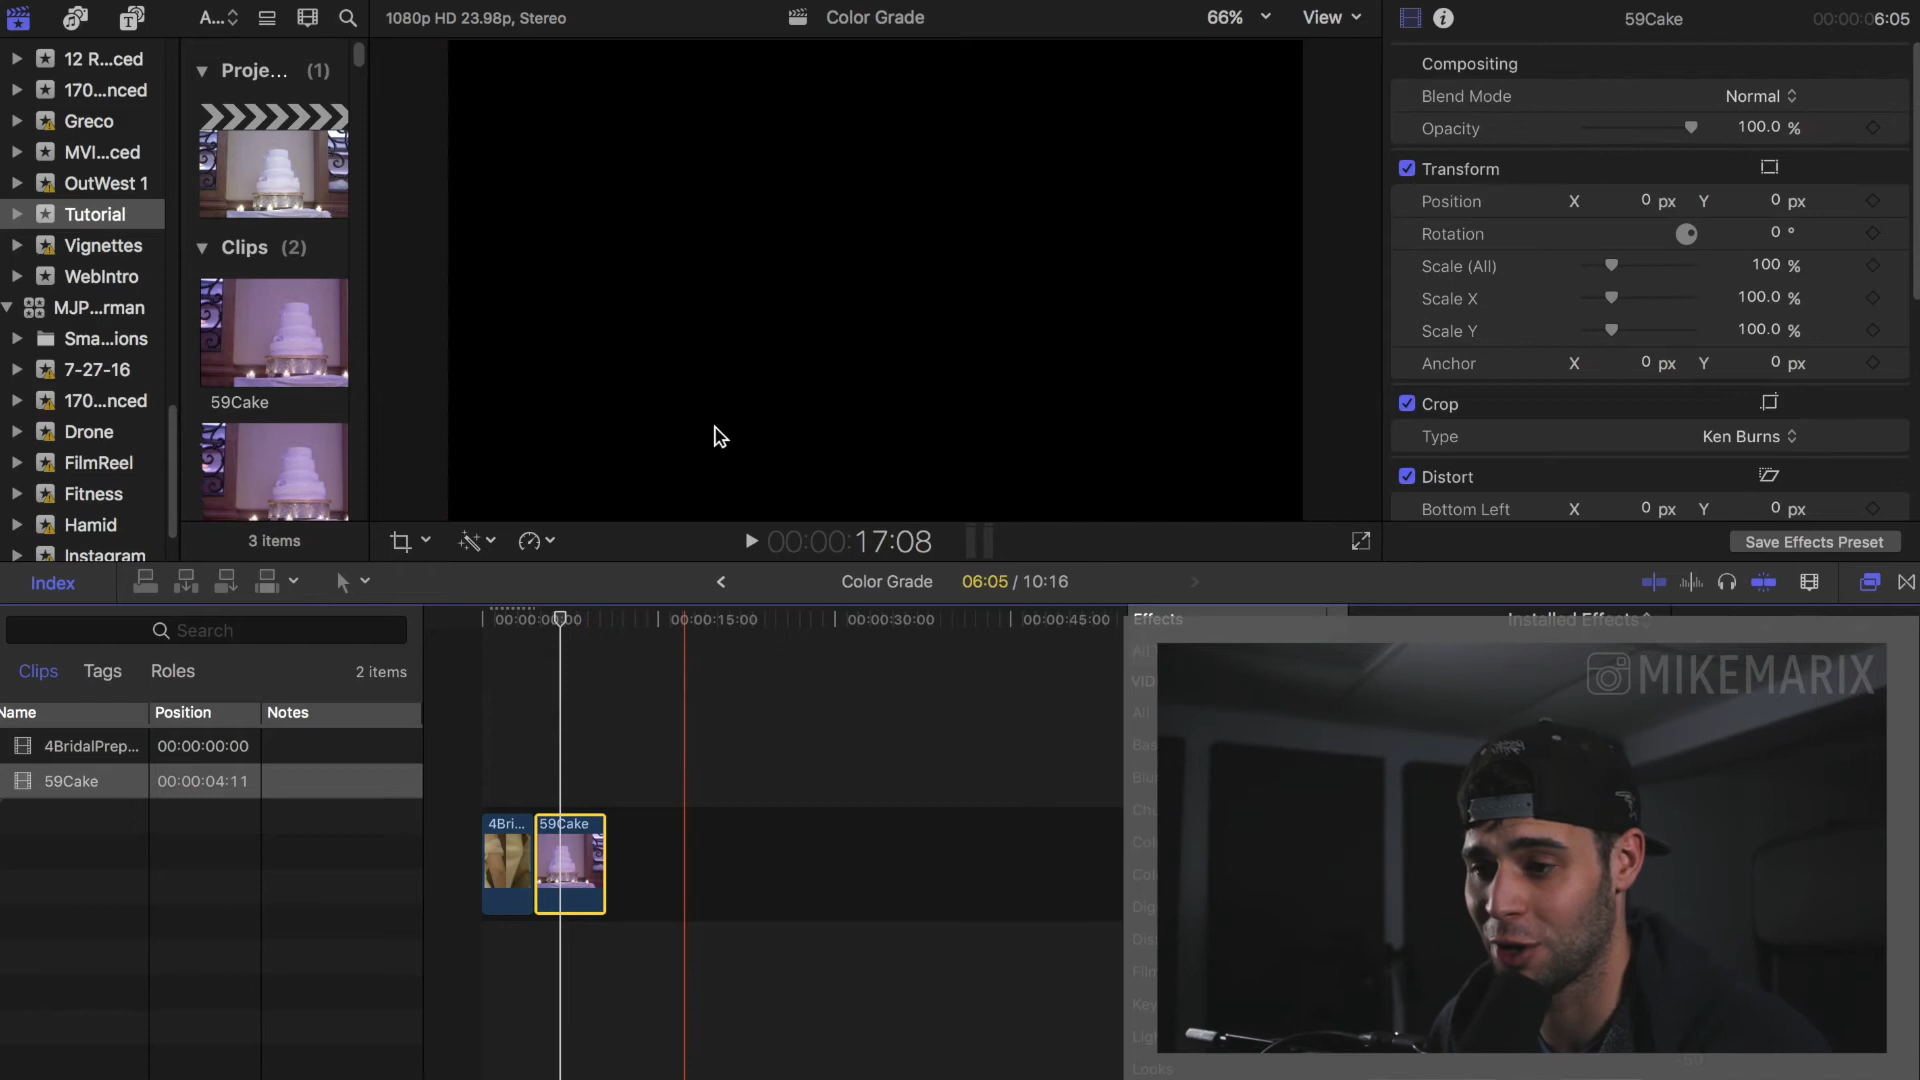 A...
1080p HD 23.98p, Stereo
Color Grade
66%
View
59Cake
00:00:06:05
12 R...ced
170...nced
Greco
MVI...ced
OutWest 1
Tutorial
Vignettes
WebIntro
MJP...rman
Sma...ions
7-27-16
170...nced
Drone
FilmReel
Fitness
Hamid
Instagram
Proje... (1)
Clips (2)
59Cake
3 items
00:00:17:08
Compositing
Blend Mode Normal
Opacity 100.0 %
Transform
Position X 0 px Y 0 px
Rotation 0 °
Scale (All) 100 %
Scale X 100.0 %
Scale Y 100.0 %
Anchor X 0 px Y 0 px
Crop
Type Ken Burns
Distort
Bottom Left X 0 px Y 0 px
Save Effects Preset
Index
Color Grade 06:05 / 10:16
Search
Clips Tags Roles 2 items
Name Position Notes
4BridalPrep... 00:00:00:00
59Cake 00:00:04:11
00:00:00:00 00:00:15:00 00:00:30:00 00:00:45:00
4Bri... 59Cake
Effects Installed Effects
All
VID
All
Bas
Blu
Co
Co
Dig
Dis
Film
Key
Ligh
Looks
MIKEMARIX